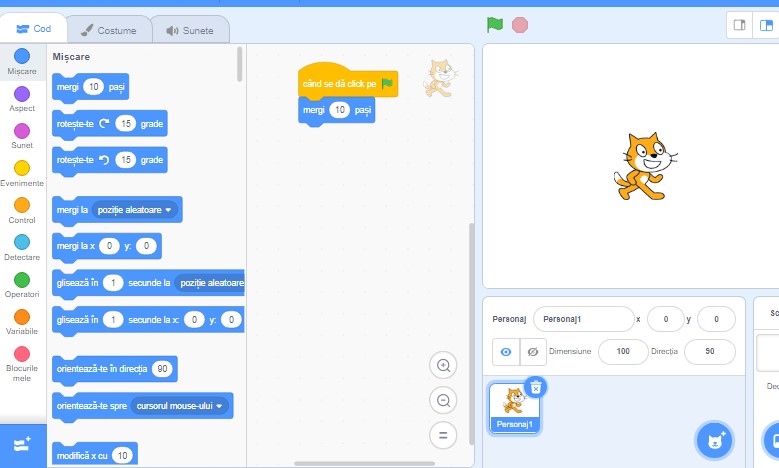 Cod
Costume
Sunete
Mișcare
Aspect
Sunet
Evenimente
Control
Detectare
Operatori
Variabile
Blocurile
mele
Mișcare
mergi 10 pași
rotește-te 15 grade
rotește-te 15 grade
mergi la poziție aleatoare
mergi la x 0 y: 0
glisează în 1 secunde la poziție aleatoare
glisează în 1 secunde la x: 0 y: 0
orientează-te în direcția 90
orientează-te spre cursorul mouse-ului
modifică x cu 10
când se dă click pe
mergi 10 pași
Personaj Personaj1 x 0 y 0
Dimensiune 100 Direcția 90
Personaj1